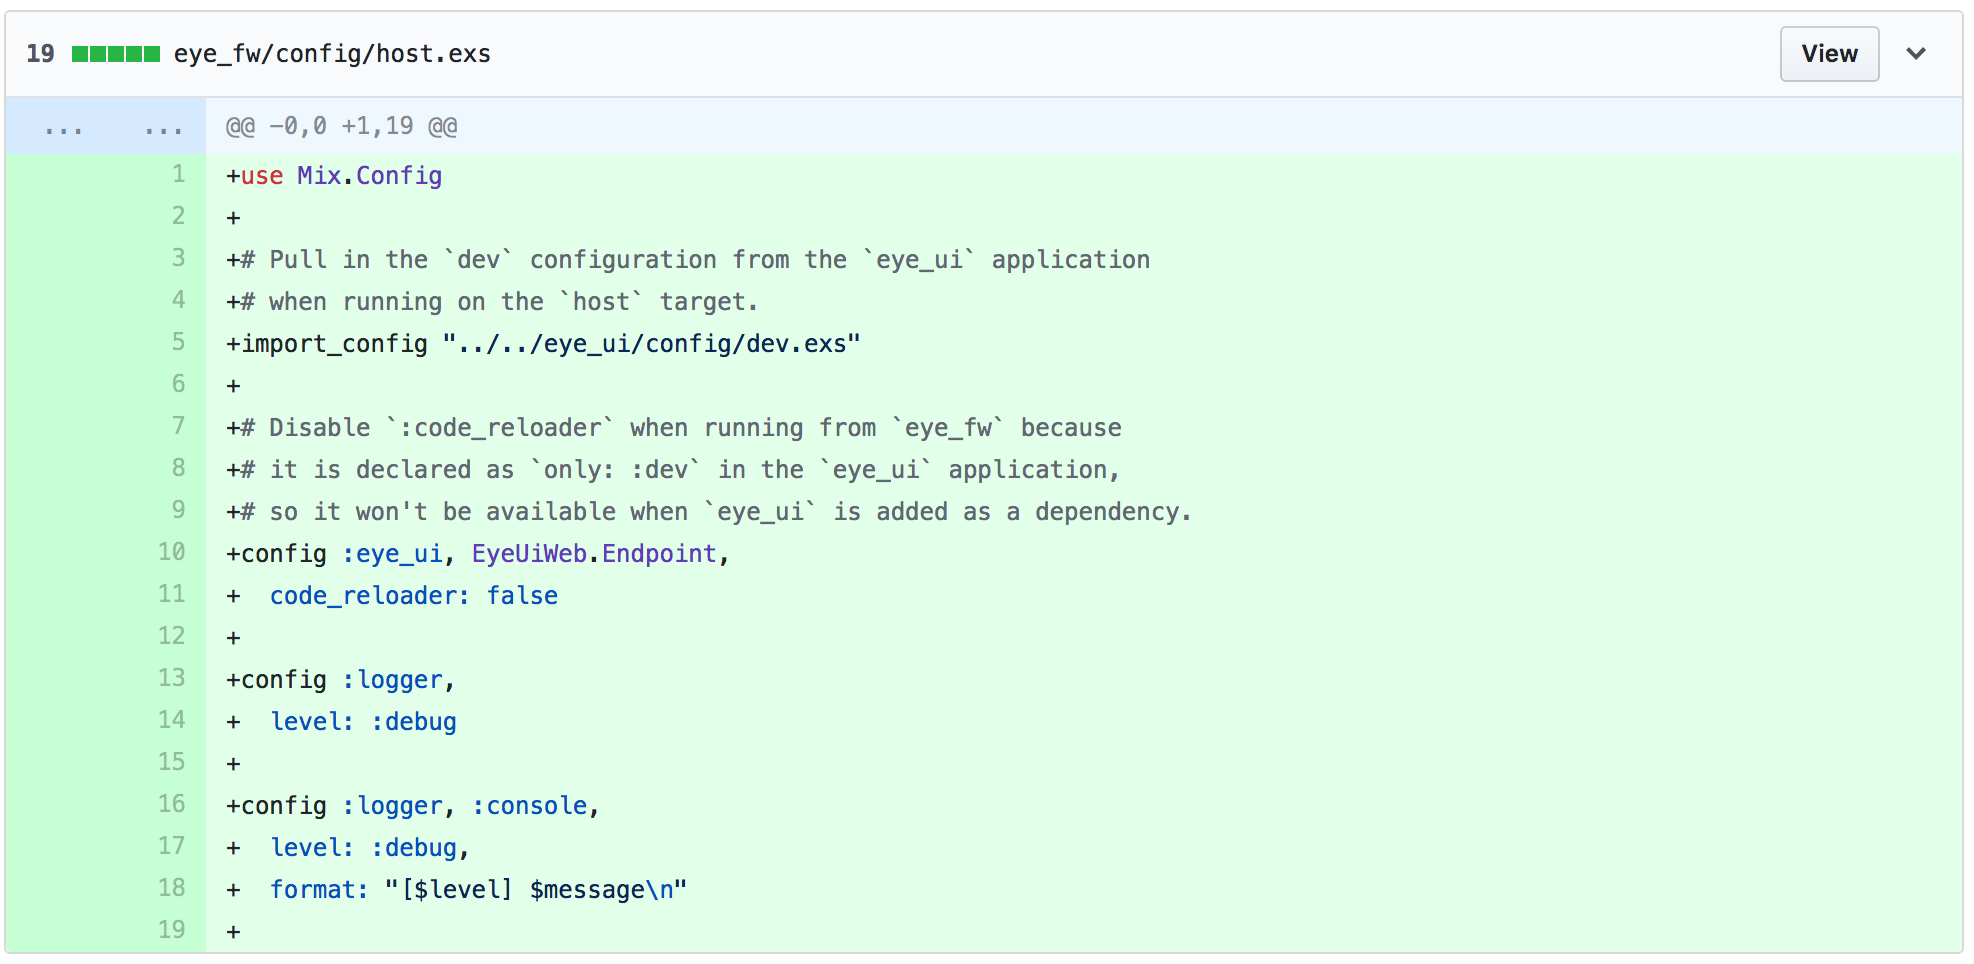 19 eye_fw/config/host.exs View
... ... @@ -0,0 +1,19 @@
1 +use Mix.Config
2 +
3 +# Pull in the `dev` configuration from the `eye_ui` application
4 +# when running on the `host` target.
5 +import_config "../../eye_ui/config/dev.exs"
6 +
7 +# Disable `:code_reloader` when running from `eye_fw` because
8 +# it is declared as `only: :dev` in the `eye_ui` application,
9 +# so it won't be available when `eye_ui` is added as a dependency.
10 +config :eye_ui, EyeUiWeb.Endpoint,
11 +  code_reloader: false
12 +
13 +config :logger,
14 +  level: :debug
15 +
16 +config :logger, :console,
17 +  level: :debug,
18 +  format: "[$level] $message\n"
19 +